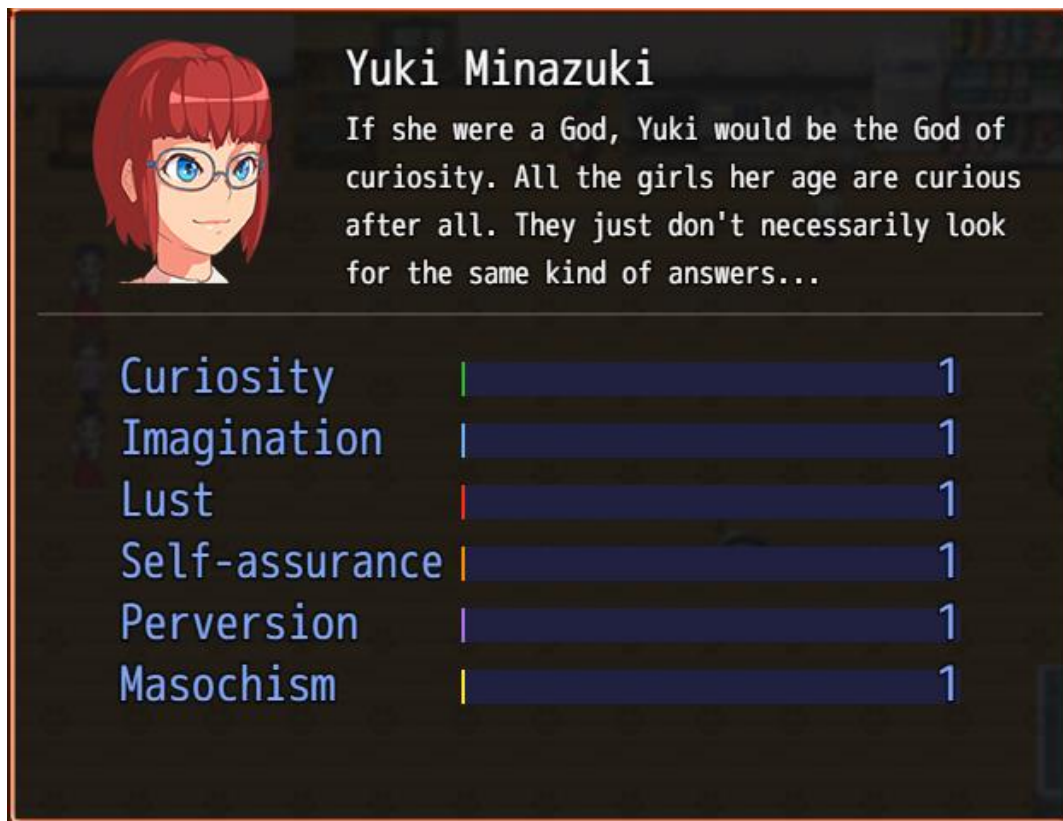 Yuki Minazuki
If she were a God, Yuki would be the God of
curiosity. All the girls her age are curious
after all. They just don't necessarily look
for the same kind of answers...
Curiosity 1
Imagination 1
Lust 1
Self-assurance 1
Perversion 1
Masochism 1